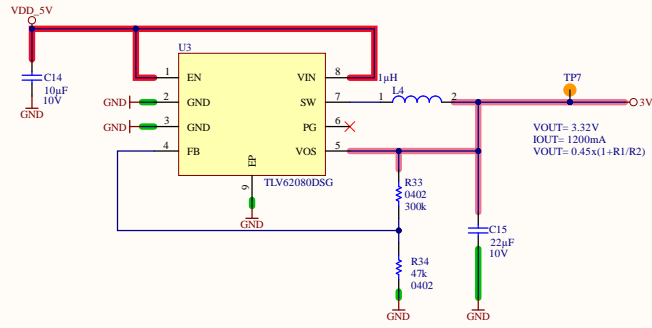 VDD_5V
U3
C14
10µF
10V
GND
1
EN
VIN
8
GND
2
GND
SW
7
GND
3
GND
PG
6
4
FB
VOS
5
EP
9
TLV62080DSG
GND
1µH
L4
1
2
TP7
3V
VOUT= 3.32V
IOUT= 1200mA
VOUT= 0.45x(1+R1/R2)
R33
0402
300k
C15
22µF
10V
R34
47k
0402
GND
GND